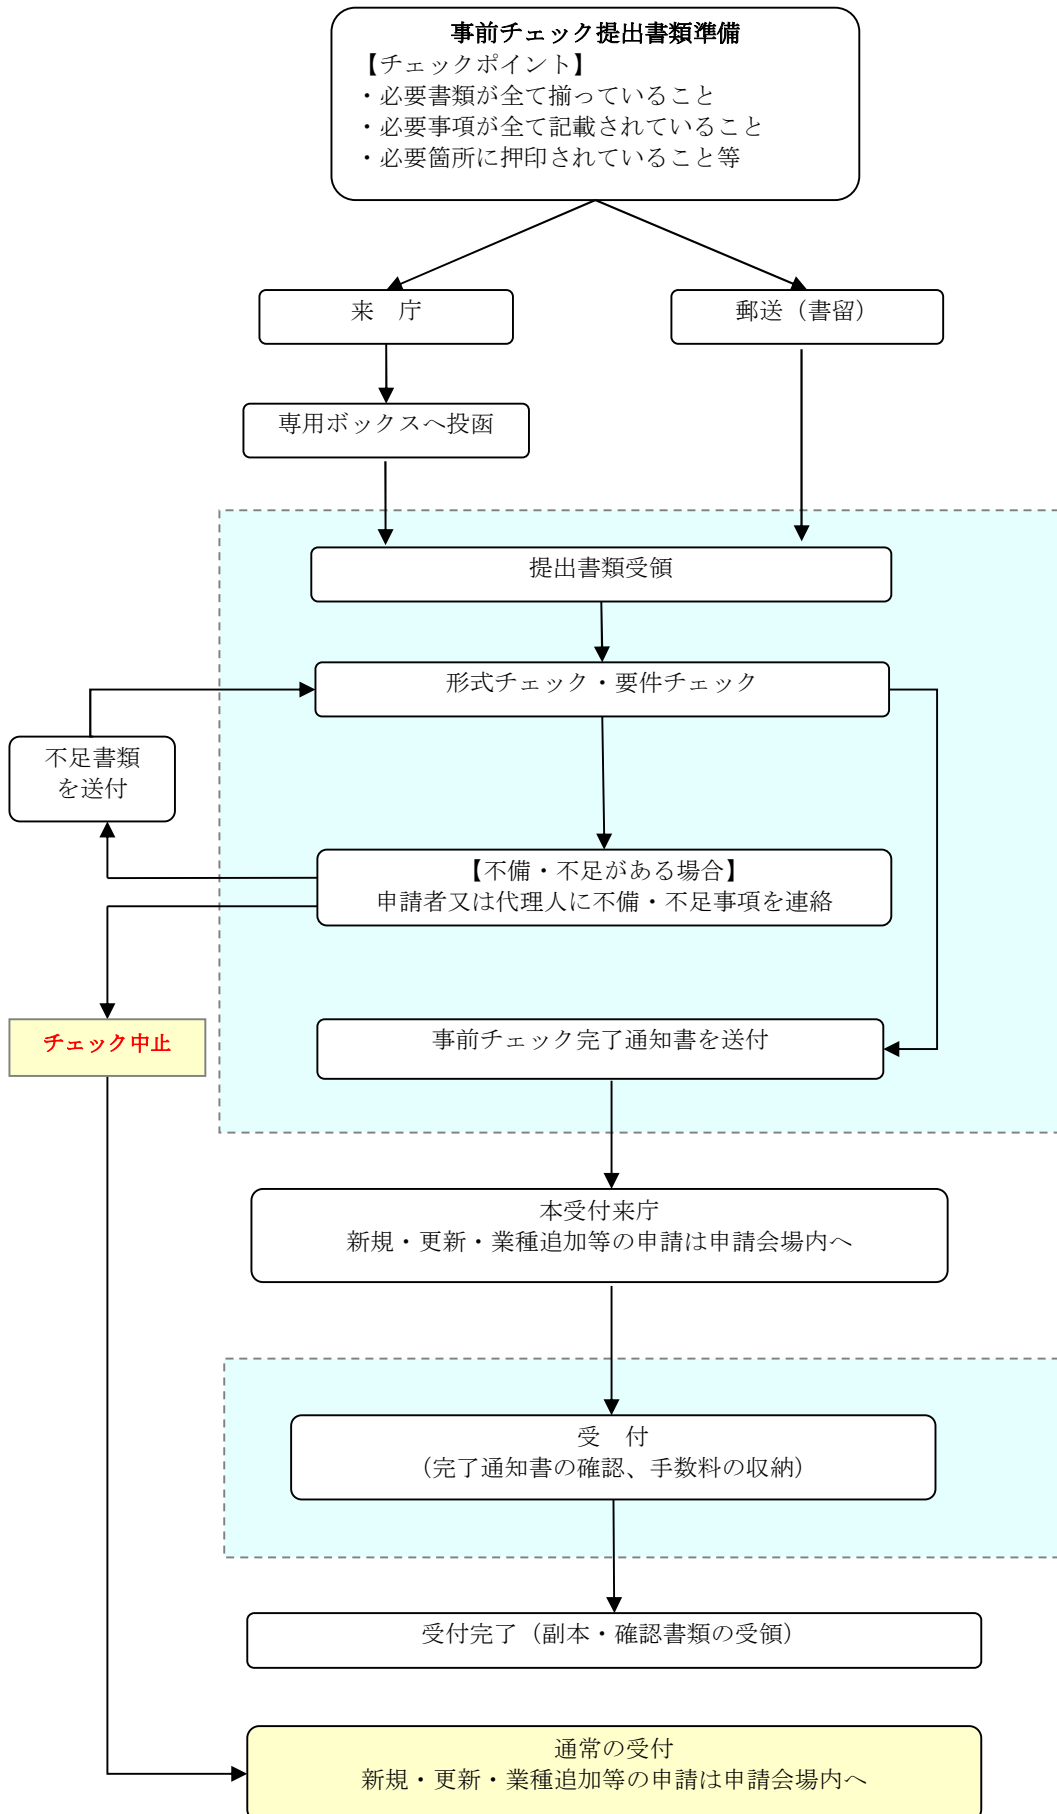 事前チェック提出書類準備
【チェックポイント】
・必要書類が全て揃っていること
・必要事項が全て記載されていること
・必要箇所に押印されていること等
来　庁
郵送（書留）
専用ボックスへ投函
提出書類受領
形式チェック・要件チェック
不足書類
を送付
【不備・不足がある場合】
申請者又は代理人に不備・不足事項を連絡
チェック中止
事前チェック完了通知書を送付
本受付来庁
新規・更新・業種追加等の申請は申請会場内へ
受　付
（完了通知書の確認、手数料の収納）
受付完了（副本・確認書類の受領）
通常の受付
新規・更新・業種追加等の申請は申請会場内へ